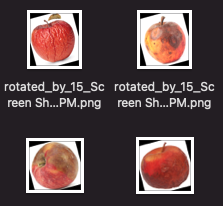 rotated_by_15_Sc rotated_by_15_Sc
reen Sh...PM.png reen Sh...PM.png